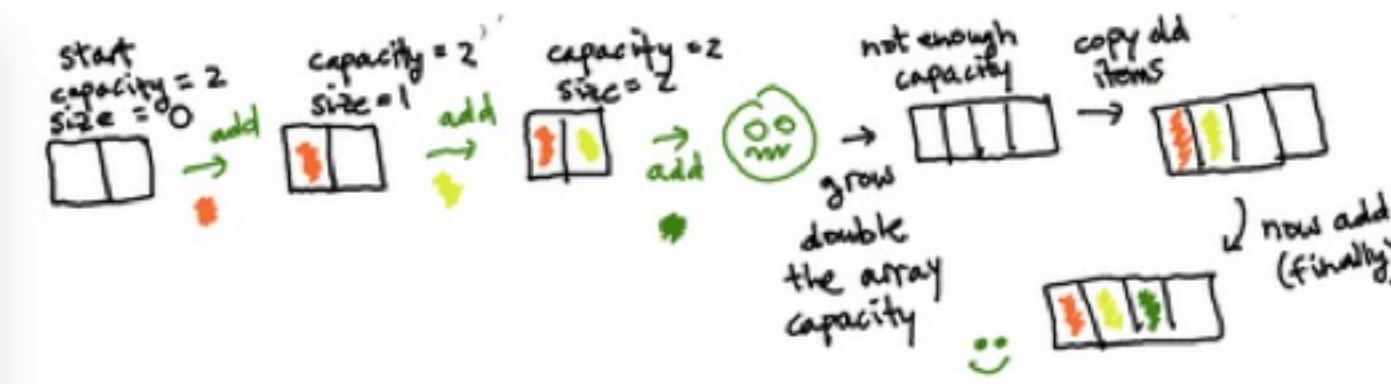 start
capacity = 2
size = 0
add
capacity = 2
size = 1
add
capacity = 2
size = 2
add
not enough
capacity
grow
double
the array
capacity
copy old
items
now add
(finally)